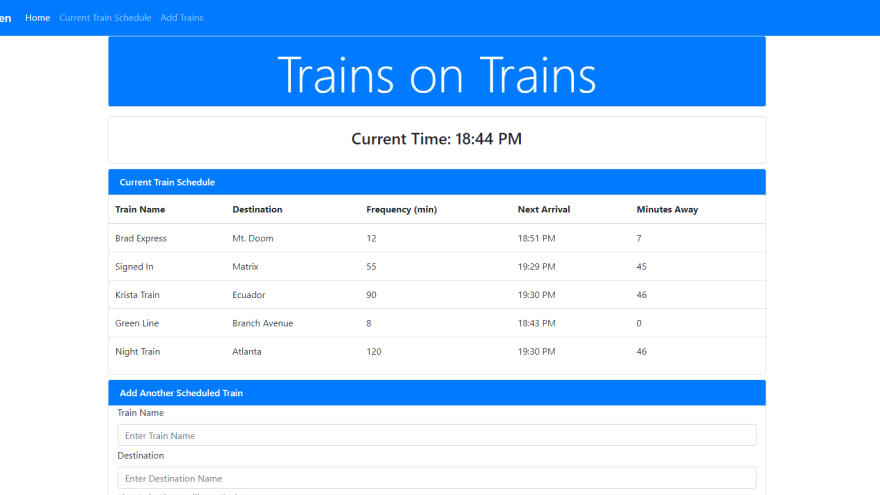 Home Current Train Schedule Add Trains
Trains on Trains
Current Time: 18:44 PM
Current Train Schedule
Train Name Destination Frequency (min) Next Arrival Minutes Away
Brad Express Mt. Doom 12 18:51 PM 7
Signed In Matrix 55 19:29 PM 45
Krista Train Ecuador 90 19:30 PM 46
Green Line Branch Avenue 8 18:43 PM 0
Night Train Atlanta 120 19:30 PM 46
Add Another Scheduled Train
Train Name
Enter Train Name
Destination
Enter Destination Name